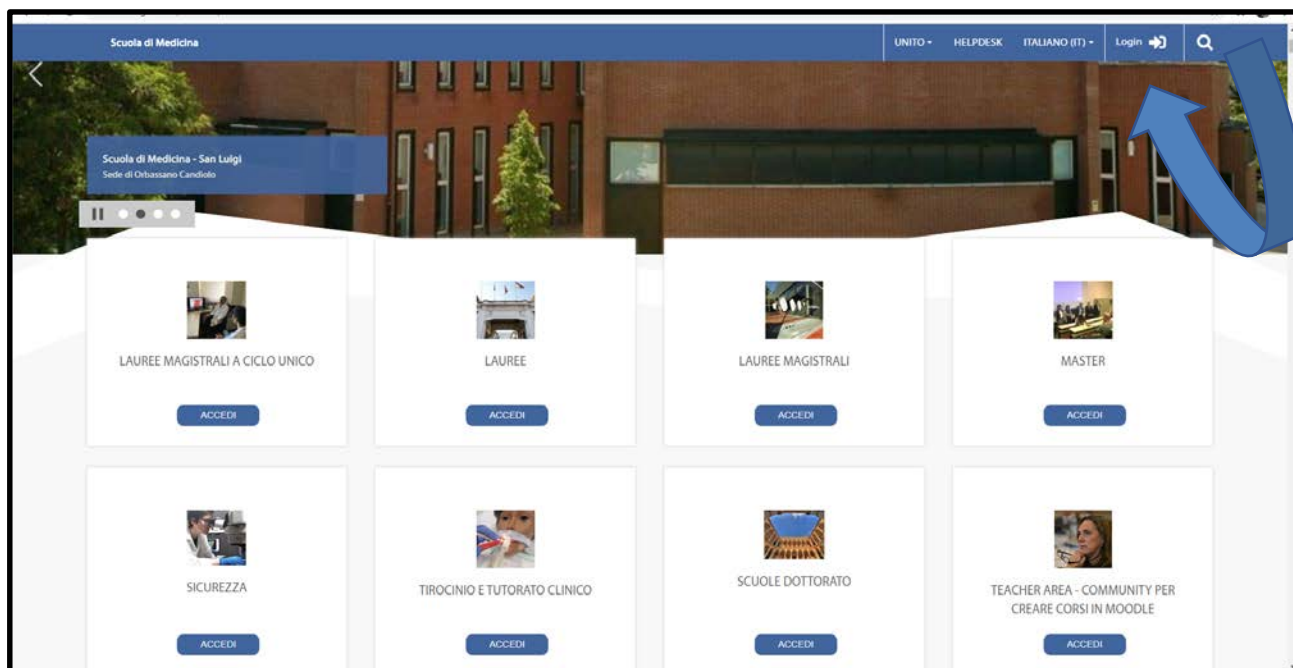 Scuola di Medicina
UNITO
HELPDESK
ITALIANO (IT)
Login
Scuola di Medicina - San Luigi
Sede di Orbassano Candiolo
LAUREE MAGISTRALI A CICLO UNICO
ACCEDI
LAUREE
ACCEDI
LAUREE MAGISTRALI
ACCEDI
MASTER
ACCEDI
SICUREZZA
ACCEDI
TIROCINIO E TUTORATO CLINICO
ACCEDI
SCUOLE DOTTORATO
ACCEDI
TEACHER AREA - COMMUNITY PER
CREARE CORSI IN MOODLE
ACCEDI